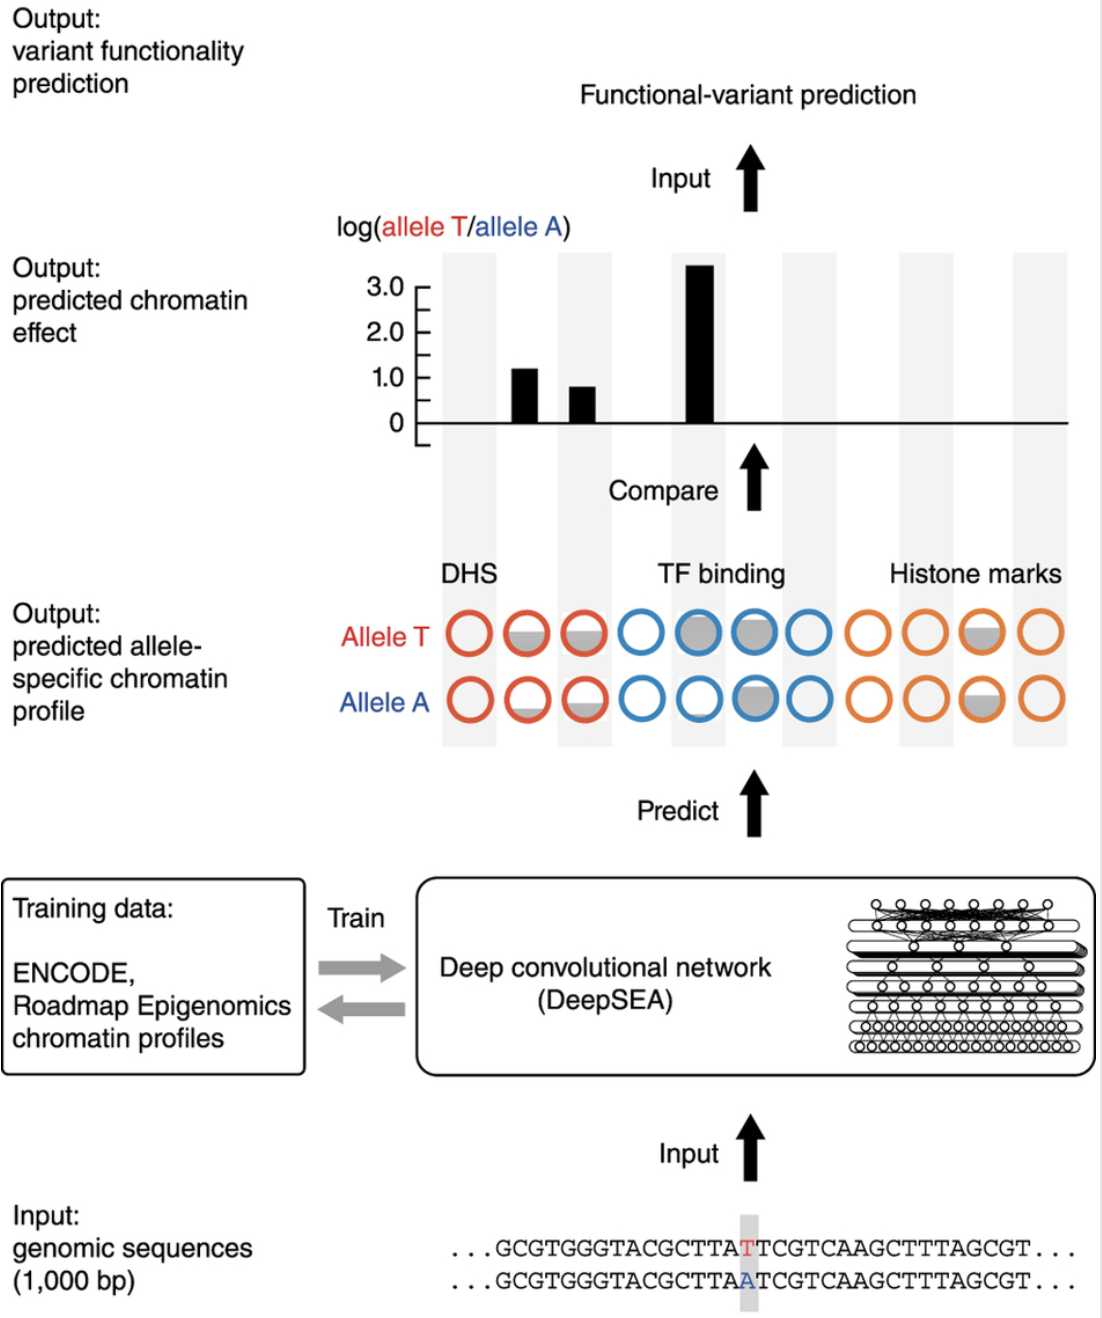 Output:
variant functionality
prediction
Functional-variant prediction
Input
log(allele T/allele A)
Output:
predicted chromatin
effect
3.0
2.0
1.0
0
Compare
DHS
TF binding
Histone marks
Output:
predicted allele-
specific chromatin
profile
Allele T
Allele A
Predict
Training data:
ENCODE,
Roadmap Epigenomics
chromatin profiles
Train
Deep convolutional network
(DeepSEA)
Input
Input:
genomic sequences
(1,000 bp)
...GCGTGGGTACGCTTATTCGTCAAGCTTTAGCGT...
...GCGTGGGTACGCTTAATCGTCAAGCTTTAGCGT...